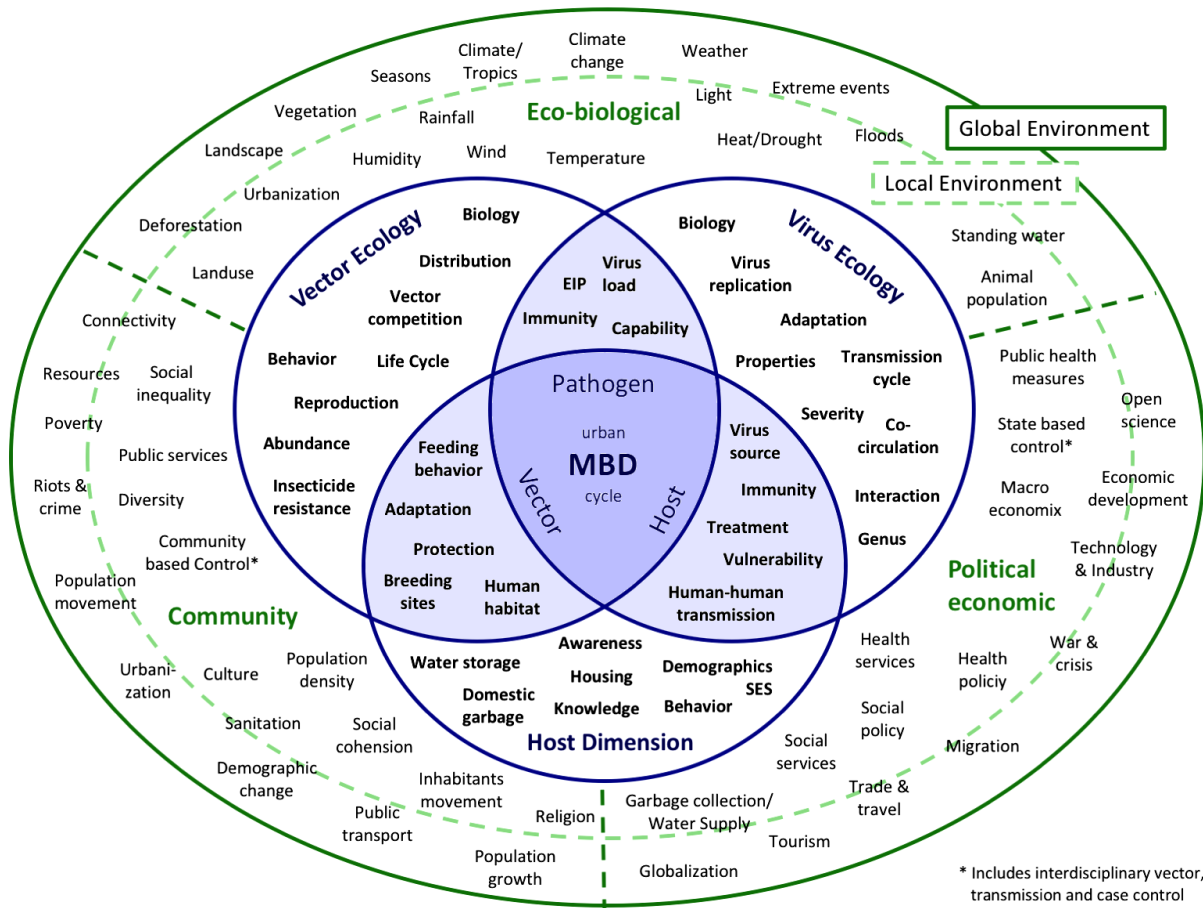 Climate
change
Weather
Climate/
Tropics
Seasons
Light
Extreme events
Vegetation
Rainfall
Eco-biological
Global Environment
Landscape
Humidity
Wind
Temperature
Heat/Drought
Floods
Local Environment
Urbanization
Deforestation
Landuse
Standing water
Animal
population
Vector Ecology
Biology
Distribution
Vector
competition
Behavior
Life Cycle
Reproduction
Abundance
Insecticide
resistance
EIP
Virus
load
Immunity
Capability
Virus Ecology
Biology
Virus
replication
Adaptation
Properties
Transmission
cycle
Severity
Co-
circulation
Interaction
Genus
Pathogen
urban
MBD
cycle
Vector
Host
Feeding
behavior
Adaptation
Protection
Breeding
sites
Human
habitat
Virus
source
Immunity
Treatment
Vulnerability
Human-human
transmission
Awareness
Water storage
Housing
Demographics
SES
Domestic
garbage
Knowledge
Behavior
Host Dimension
Connectivity
Resources
Social
inequality
Poverty
Public services
Riots &
crime
Diversity
Community
based Control*
Population
movement
Community
Urbani-
zation
Culture
Population
density
Sanitation
Social
cohension
Demographic
change
Inhabitants
movement
Public
transport
Religion
Population
growth
Public health
measures
Open
science
State based
control*
Economic
development
Macro
economix
Technology
& Industry
Political
economic
War &
crisis
Health
services
Health
policiy
Social
policy
Migration
Social
services
Trade &
travel
Garbage collection/
Water Supply
Tourism
Globalization
* Includes interdisciplinary vector,
transmission and case control